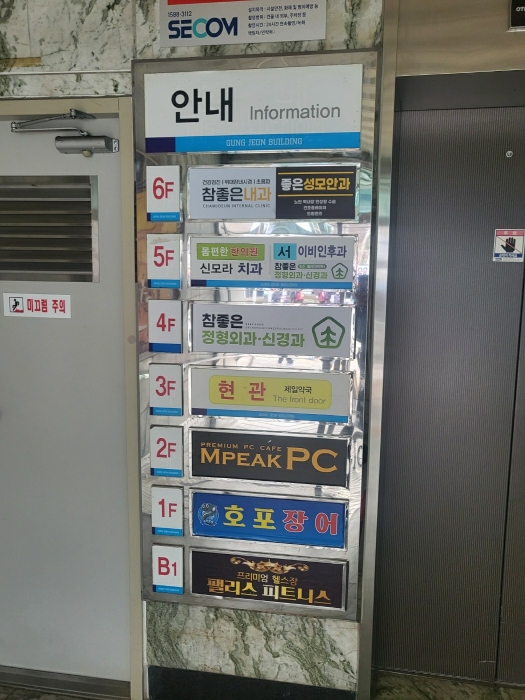 1588-3112
SECOM
안내 Information
GUNG JEON BUILDING
6F
참좋은내과
좋은성모안과
5F
몸편한한의원
서이비인후과
신모라 치과
참좋은
정형외과·신경과
4F
참좋은
정형외과·신경과
3F
현 관
제일약국
The front door
2F
PREMIUM PC CAFE
MPEAK PC
1F
호포장어
B1
프리미엄 헬스장
팰리스 피트니스
미끄럼 주의